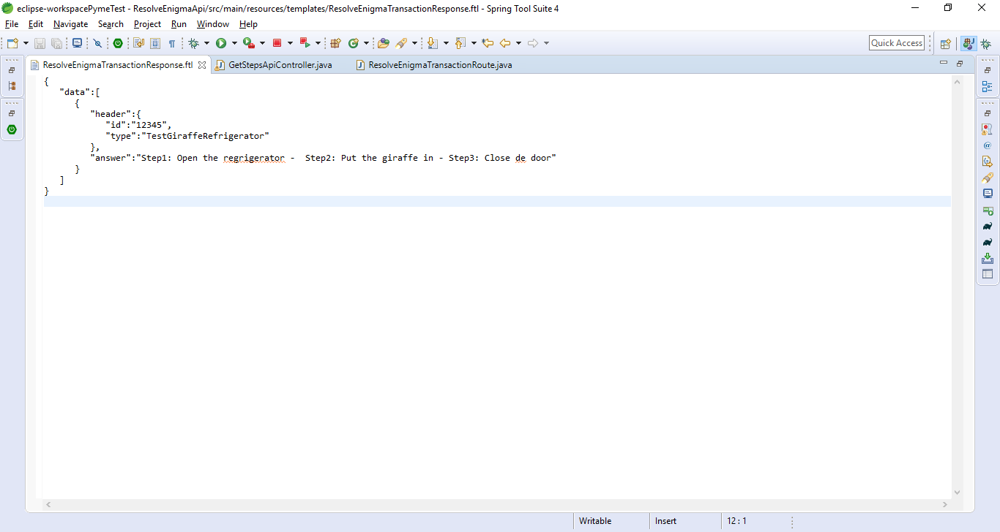 eclipse-workspacePymeTest - ResolveEnigmaApi/src/main/resources/templates/ResolveEnigmaTransactionResponse.ftl - Spring Tool Suite 4
File Edit Navigate Search Project Run Window Help
Quick Access
ResolveEnigmaTransactionResponse.ftl GetStepsApiController.java ResolveEnigmaTransactionRoute.java
{
"data":[
{
"header":{
"id":"12345",
"type":"TestGiraffeRefrigerator"
},
"answer":"Step1: Open the regrigerator -  Step2: Put the giraffe in - Step3: Close de door"
}
]
}
Writable Insert 12 : 1